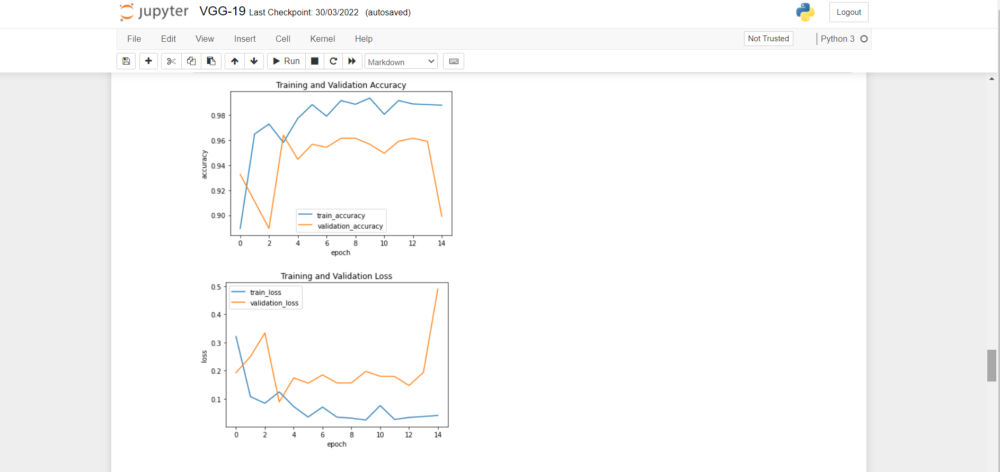 jupyter VGG-19 Last Checkpoint: 30/03/2022 (autosaved) Logout
File Edit View Insert Cell Kernel Help Not Trusted Python 3
Run Markdown
Training and Validation Accuracy
0.98
0.96
0.94
0.92
0.90
accuracy
train_accuracy
validation_accuracy
0 2 4 6 8 10 12 14
epoch
Training and Validation Loss
0.5
0.4
0.3
0.2
0.1
loss
train_loss
validation_loss
0 2 4 6 8 10 12 14
epoch